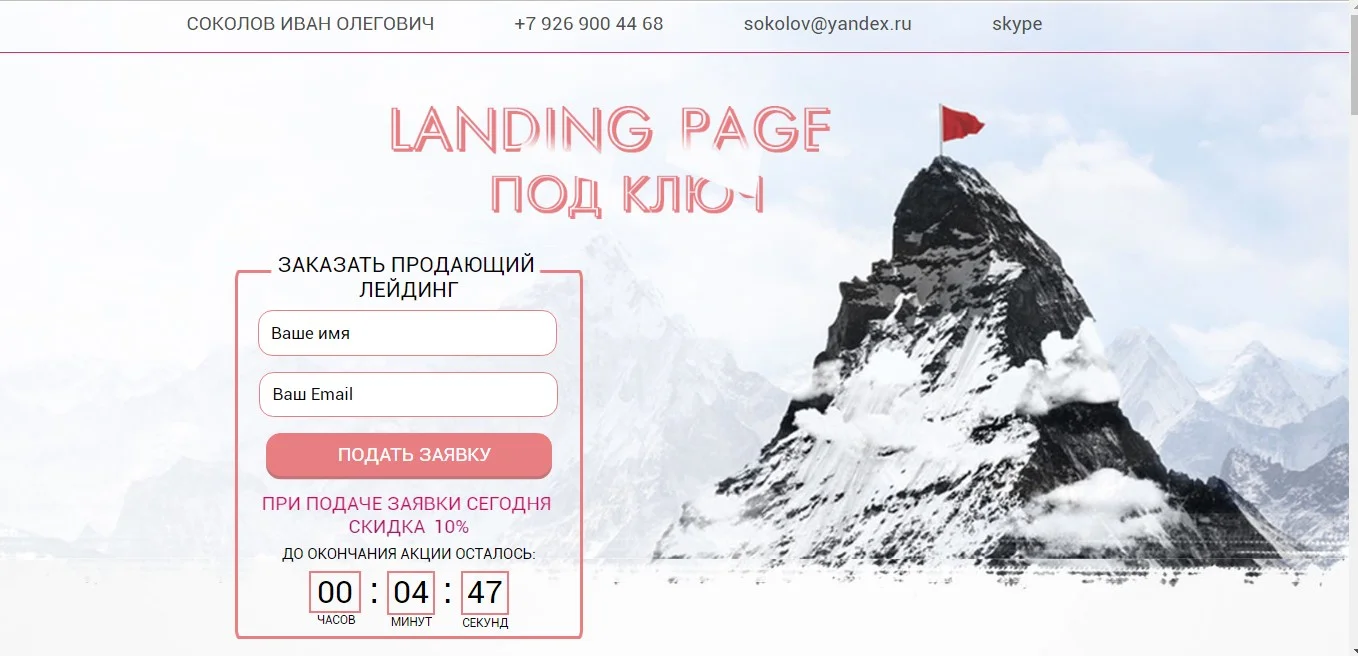 СОКОЛОВ ИВАН ОЛЕГОВИЧ +7 926 900 44 68 sokolov@yandex.ru skype
LANDING PAGE
ПОД КЛЮЧ
ЗАКАЗАТЬ ПРОДАЮЩИЙ
ЛЕЙДИНГ
Ваше имя
Ваш Email
ПОДАТЬ ЗАЯВКУ
ПРИ ПОДАЧЕ ЗАЯВКИ СЕГОДНЯ
СКИДКА 10%
ДО ОКОНЧАНИЯ АКЦИИ ОСТАЛОСЬ:
00 : 04 : 47
ЧАСОВ МИНУТ СЕКУНД